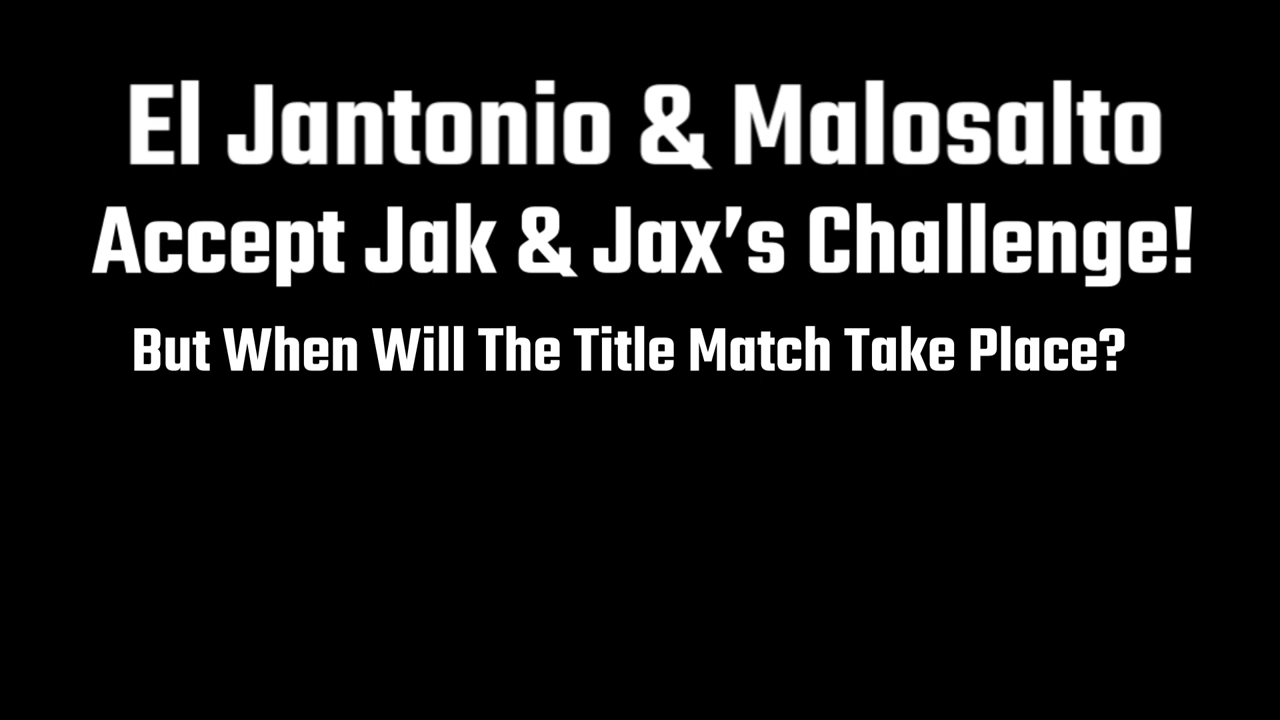 El Jantonio & Malosalto
Accept Jak & Jax’s Challenge!
But When Will The Title Match Take Place?